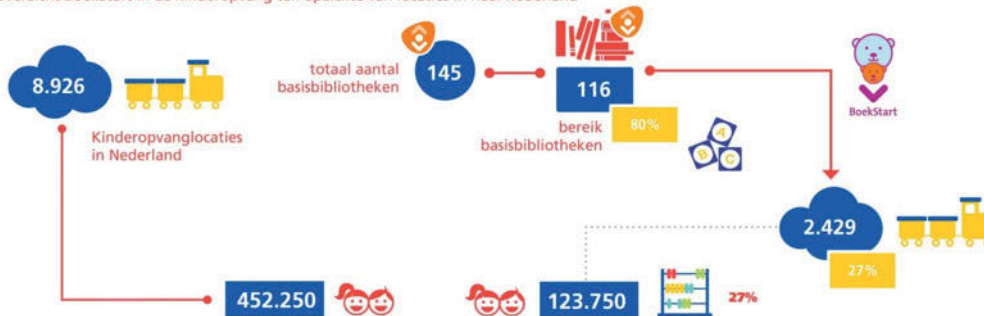 8.926
Kinderopvanglocaties
in Nederland
totaal aantal
basisbibliotheken
145
116
80%
bereik
basisbibliotheken
A
B
C
BoekStart
2.429
27%
452.250
123.750
27%